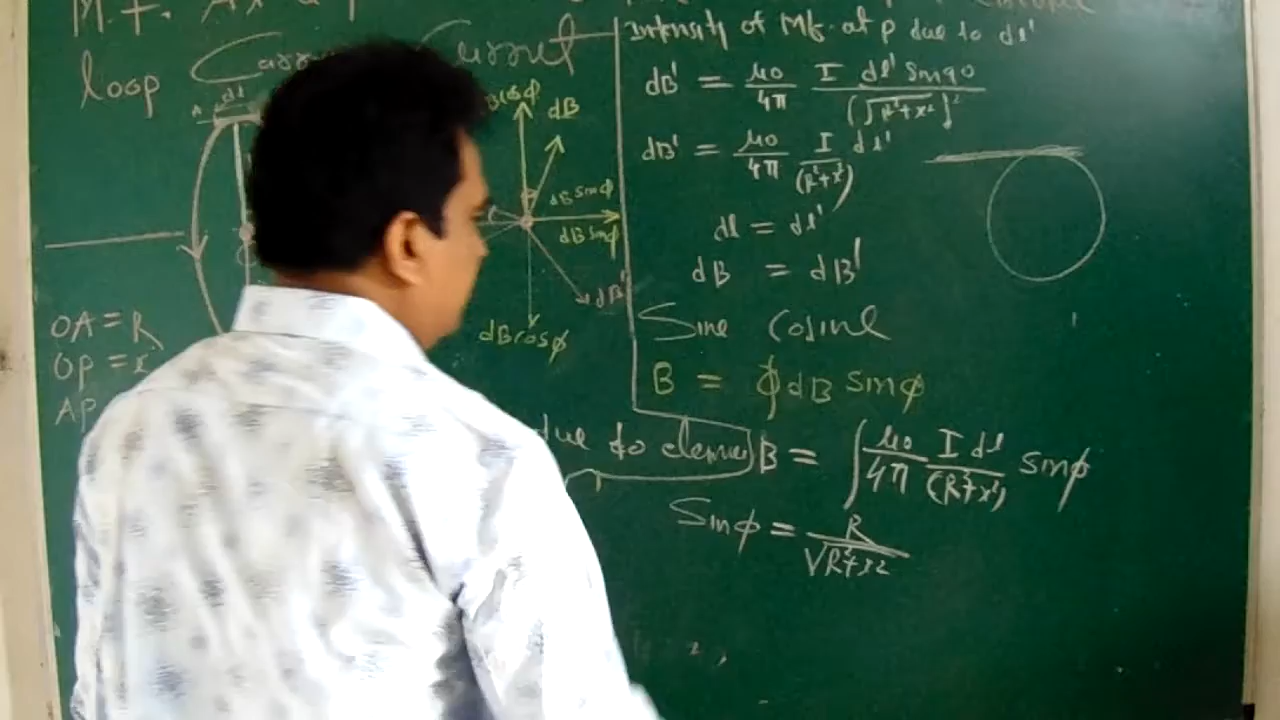 loop
dl
A
dB
dB sinφ
dB sinφ
dB'
dB cosφ
OA = R
OP = x
AP
due to
Intensity of Mf. at p due to dl'
dB' = μ0/4π I dl' Sin90/(√R²+x²)²
dB' = μ0/4π I dl'/(R²+x²)
dl = dl'
dB = dB'
Sine Cosine
B = ∮ dB sinφ
B = ∫ μ0/4π I dl/(R²+x²) sinφ
Sinφ = R/√R²+x²